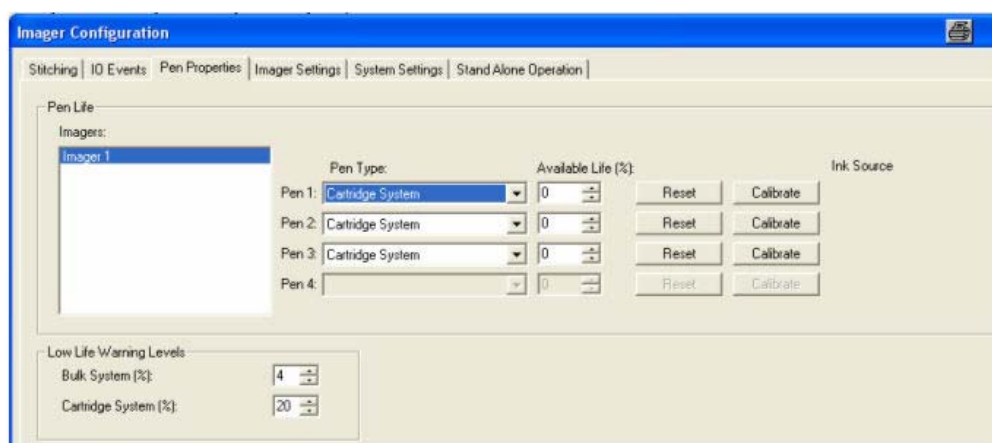 Imager Configuration
Stitching IO Events Pen Properties Imager Settings System Settings Stand Alone Operation
Pen Life
Imagers:
Imager 1
Pen Type: Available Life (%): Ink Source
Pen 1: Cartridge System 0 Reset Calibrate
Pen 2: Cartridge System 0 Reset Calibrate
Pen 3: Cartridge System 0 Reset Calibrate
Pen 4: 0 Reset Calibrate
Low Life Warning Levels
Bulk System (%): 4
Cartridge System (%): 20